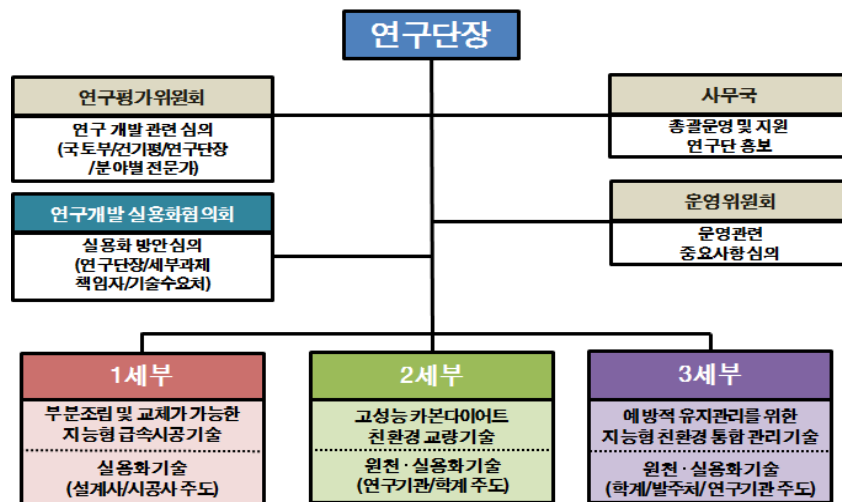 연구단장
연구평가위원회
연구 개발 관련 심의
(국토부/건기평/연구단장
/분야별 전문가)
사무국
총괄운영 및 지원
연구단 홍보
연구개발 실용화협의회
실용화 방안 심의
(연구단장/세부과제
책임자/기술수요처)
운영위원회
운영관련
중요사항 심의
1세부
부분조립 및 교체가 가능한
지능형 급속시공 기술
실용화기술
(설계사/시공사 주도)
2세부
고성능 카본다이어트
친환경 교량기술
원천·실용화기술
(연구기관/학계 주도)
3세부
예방적 유지관리를 위한
지능형 친환경 통합 관리 기술
원천·실용화기술
(학계/발주처/연구기관 주도)